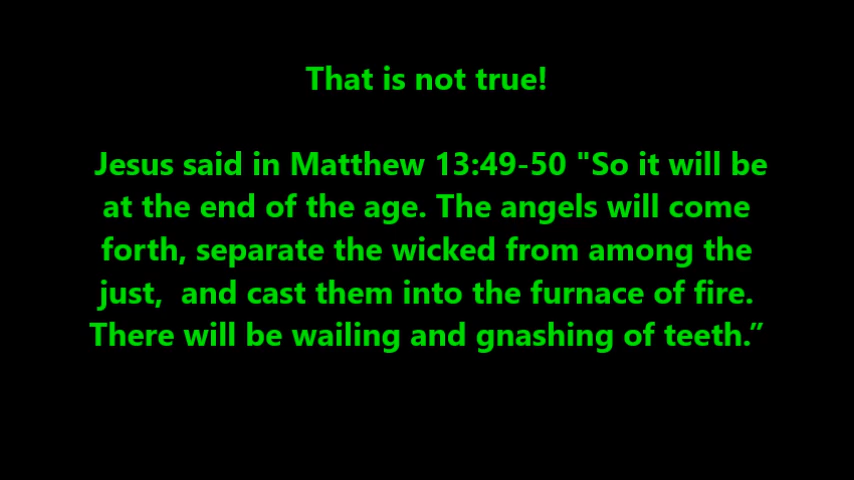 That is not true!
Jesus said in Matthew 13:49-50 "So it will be
at the end of the age. The angels will come
forth, separate the wicked from among the
just,  and cast them into the furnace of fire.
There will be wailing and gnashing of teeth.”